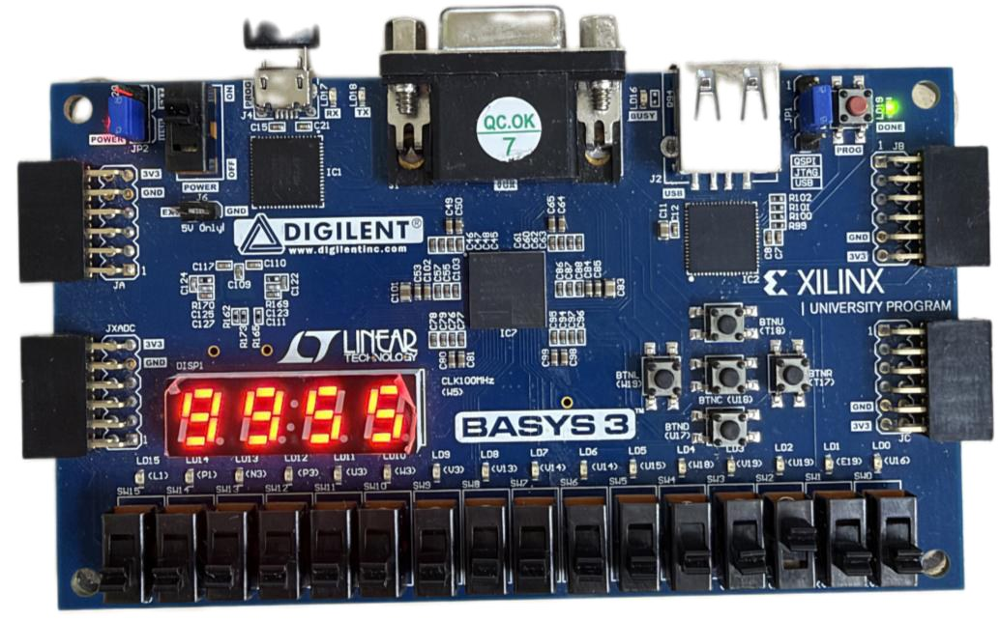 QC.OK
7
PROG
J4
LD17
RX
LD18
TX
C15
C21
IC1
POWER
JP2
ON
OFF
POWER
J6
GND
5V Only!
LD16
BUSY
J2
USB
JP1
PROG
LD19
DONE
QSPI
JTAG
USB
1
JB
GND
3V3
3V3
GND
JA
1
DIGILENT®
www.digilentinc.com
C117
C110
C109
C124
R170
C125
C127
R162
R173
R165
C122
R169
C123
C111
C49
C50
C65
C64
C46
C47
C48
C45
C61
C60
C62
C63
C101
C53
C102
C57
C55
C103
C86
C87
C88
C84
C85
C83
C78
C79
C76
C77
C80
C81
C95
C94
C97
C96
C99
C98
IC7
C11
C12
R102
R101
R100
R99
C8
C7
IC2
XILINX
UNIVERSITY PROGRAM
JXADC
3V3
GND
1
LINEAR
TECHNOLOGY
DISP1
CLK100MHz
(W5)
BASYS 3™
BTNU
(T18)
BTNL
(W19)
BTNR
(T17)
BTNC (U18)
BTND
(U17)
1
GND
3V3
JC
LD15
LD14
LD13
LD12
LD11
LD10
LD9
LD8
LD7
LD6
LD5
LD4
LD3
LD2
LD1
LD0
(L1)
(P1)
(N3)
(P3)
(U3)
(W3)
(V3)
(V13)
(V14)
(U14)
(U15)
(W18)
(V19)
(U19)
(E19)
(U16)
SW15
SW14
SW13
SW12
SW11
SW10
SW9
SW8
SW7
SW6
SW5
SW4
SW3
SW2
SW1
SW0